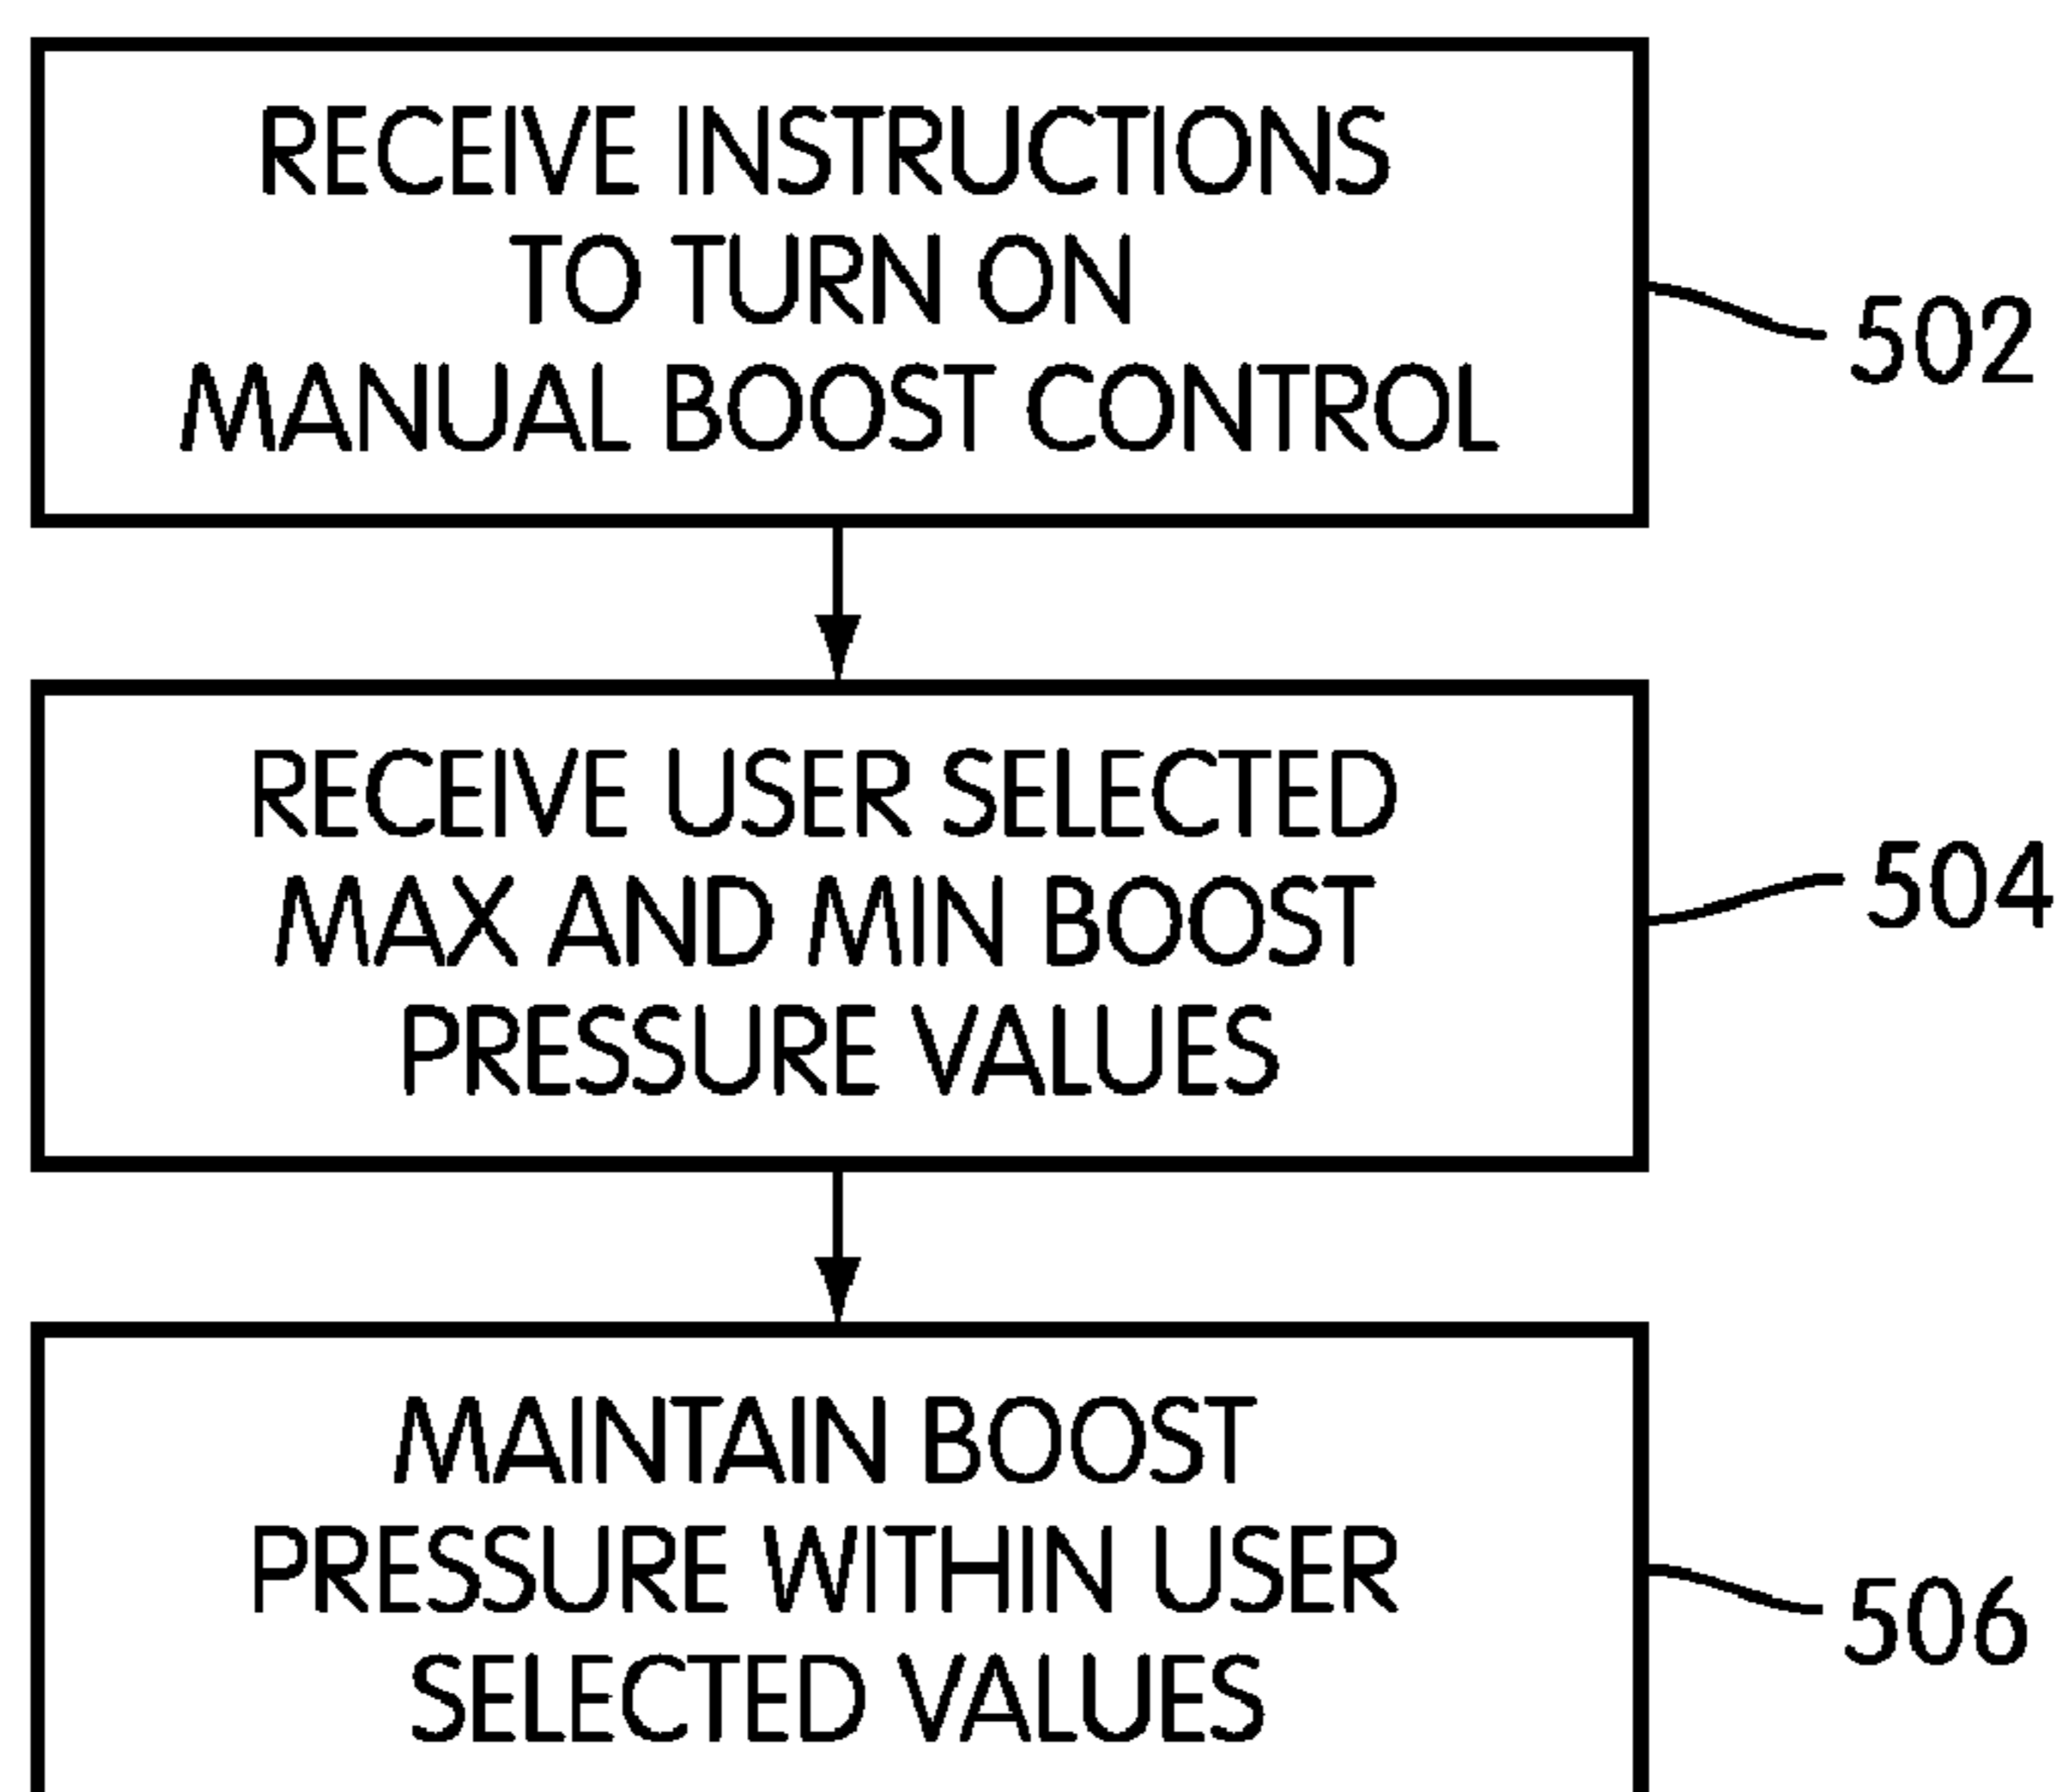 RECEIVE INSTRUCTIONS
TO TURN ON
MANUAL BOOST CONTROL
502
RECEIVE USER SELECTED
MAX AND MIN BOOST
PRESSURE VALUES
504
MAINTAIN BOOST
PRESSURE WITHIN USER
SELECTED VALUES
506